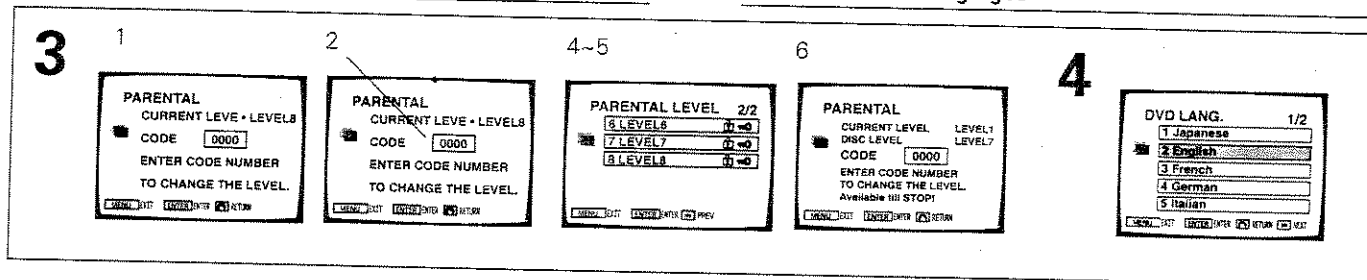 3
1
PARENTAL
CURRENT LEVE • LEVEL8
CODE 0000
ENTER CODE NUMBER
TO CHANGE THE LEVEL.
MENU EXIT ENTER ENTER RETURN
2
PARENTAL
CURRENT LEVE • LEVEL8
CODE 0000
ENTER CODE NUMBER
TO CHANGE THE LEVEL.
MENU EXIT ENTER ENTER RETURN
4~5
PARENTAL LEVEL 2/2
6 LEVEL6
7 LEVEL7
8 LEVEL8
MENU EXIT ENTER ENTER PREV
6
PARENTAL
CURRENT LEVEL LEVEL1
DISC LEVEL LEVEL7
CODE 0000
ENTER CODE NUMBER
TO CHANGE THE LEVEL.
Available till STOP!
MENU EXIT ENTER ENTER RETURN
4
DVD LANG. 1/2
1 Japanese
2 English
3 French
4 German
5 Italian
MENU EXIT ENTER ENTER RETURN NEXT